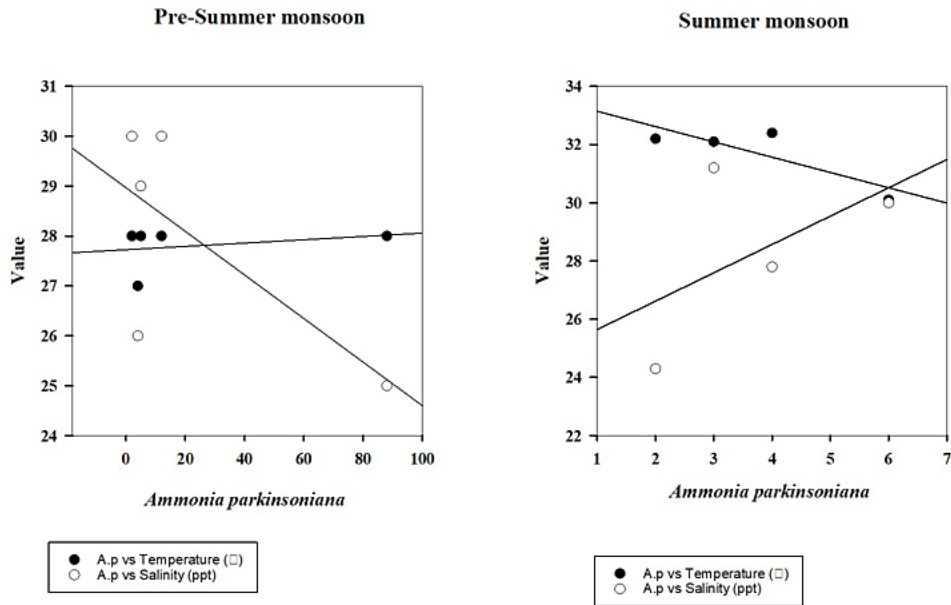 Pre-Summer monsoon
31
30
29
28
27
26
25
24
Value
0 20 40 60 80 100
Ammonia parkinsoniana
A.p vs Temperature (□)
A.p vs Salinity (ppt)
Summer monsoon
34
32
30
28
26
24
22
Value
1 2 3 4 5 6 7
Ammonia parkinsoniana
A.p vs Temperature (□)
A.p vs Salinity (ppt)